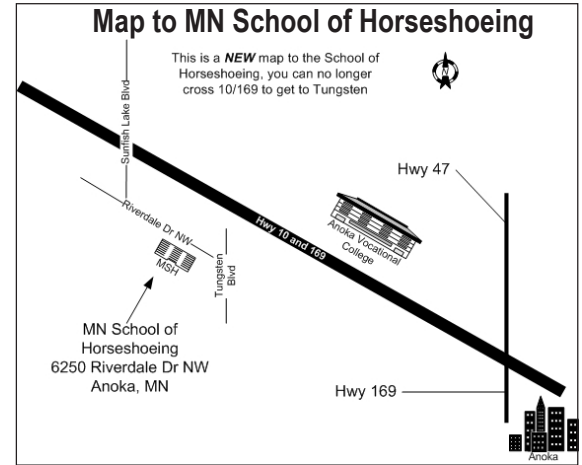 Map to MN School of Horseshoeing
This is a NEW map to the School of
Horseshoeing, you can no longer
cross 10/169 to get to Tungsten
Sunfish Lake Blvd
Hwy 47
Riverdale Dr NW
Hwy 10 and 169
Anoka Vocational
College
MSH
Tungsten
Blvd
MN School of
Horseshoeing
6250 Riverdale Dr NW
Anoka, MN
Hwy 169
Anoka